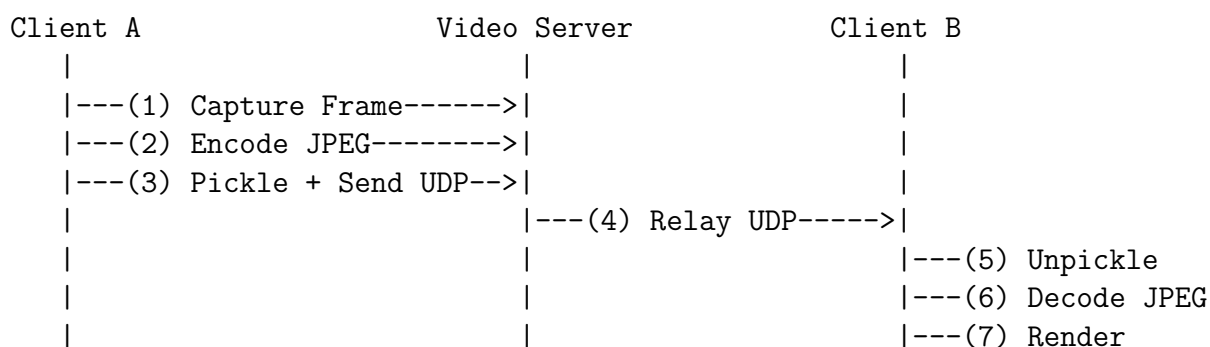 Client A                Video Server            Client B
   |                         |                      |
   |---(1) Capture Frame------>|                    |
   |---(2) Encode JPEG-------->|                    |
   |---(3) Pickle + Send UDP-->|                    |
   |                         |---(4) Relay UDP----->|
   |                         |                      |---(5) Unpickle
   |                         |                      |---(6) Decode JPEG
   |                         |                      |---(7) Render